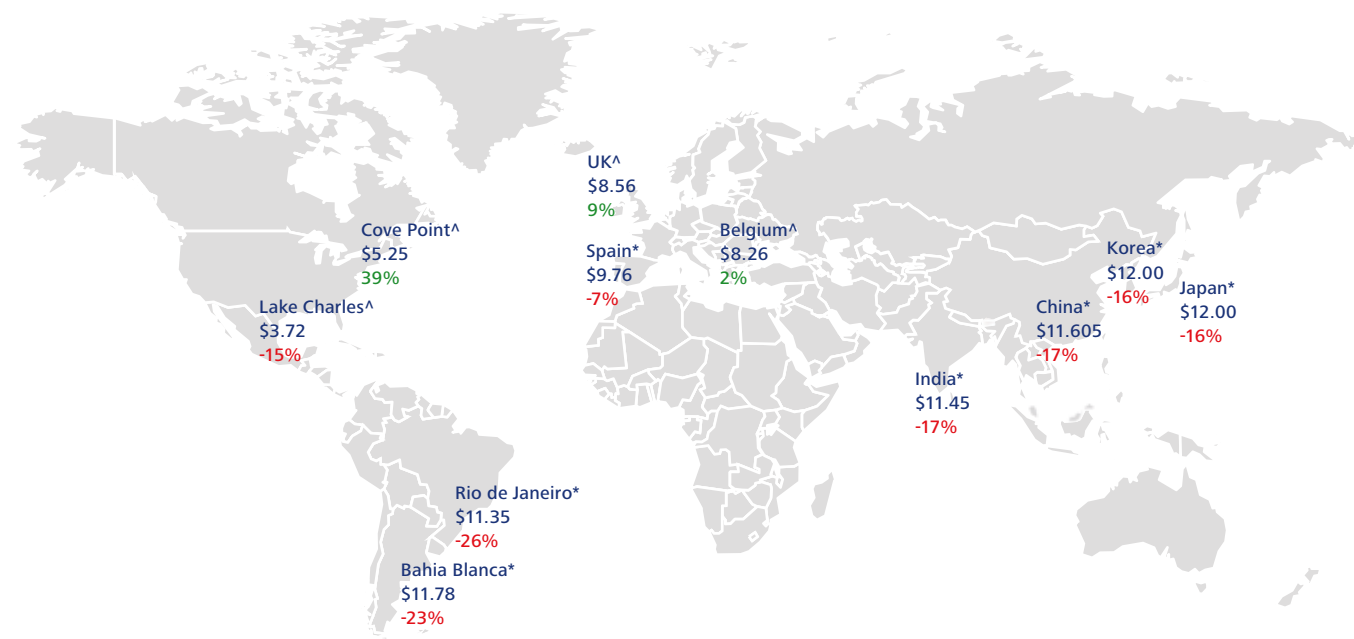 UK^
$8.56
9%
Cove Point^
$5.25
39%
Belgium^
$8.26
2%
Spain*
$9.76
-7%
Korea*
$12.00
-16%
Japan*
$12.00
-16%
Lake Charles^
$3.72
-15%
China*
$11.605
-17%
India*
$11.45
-17%
Rio de Janeiro*
$11.35
-26%
Bahia Blanca*
$11.78
-23%